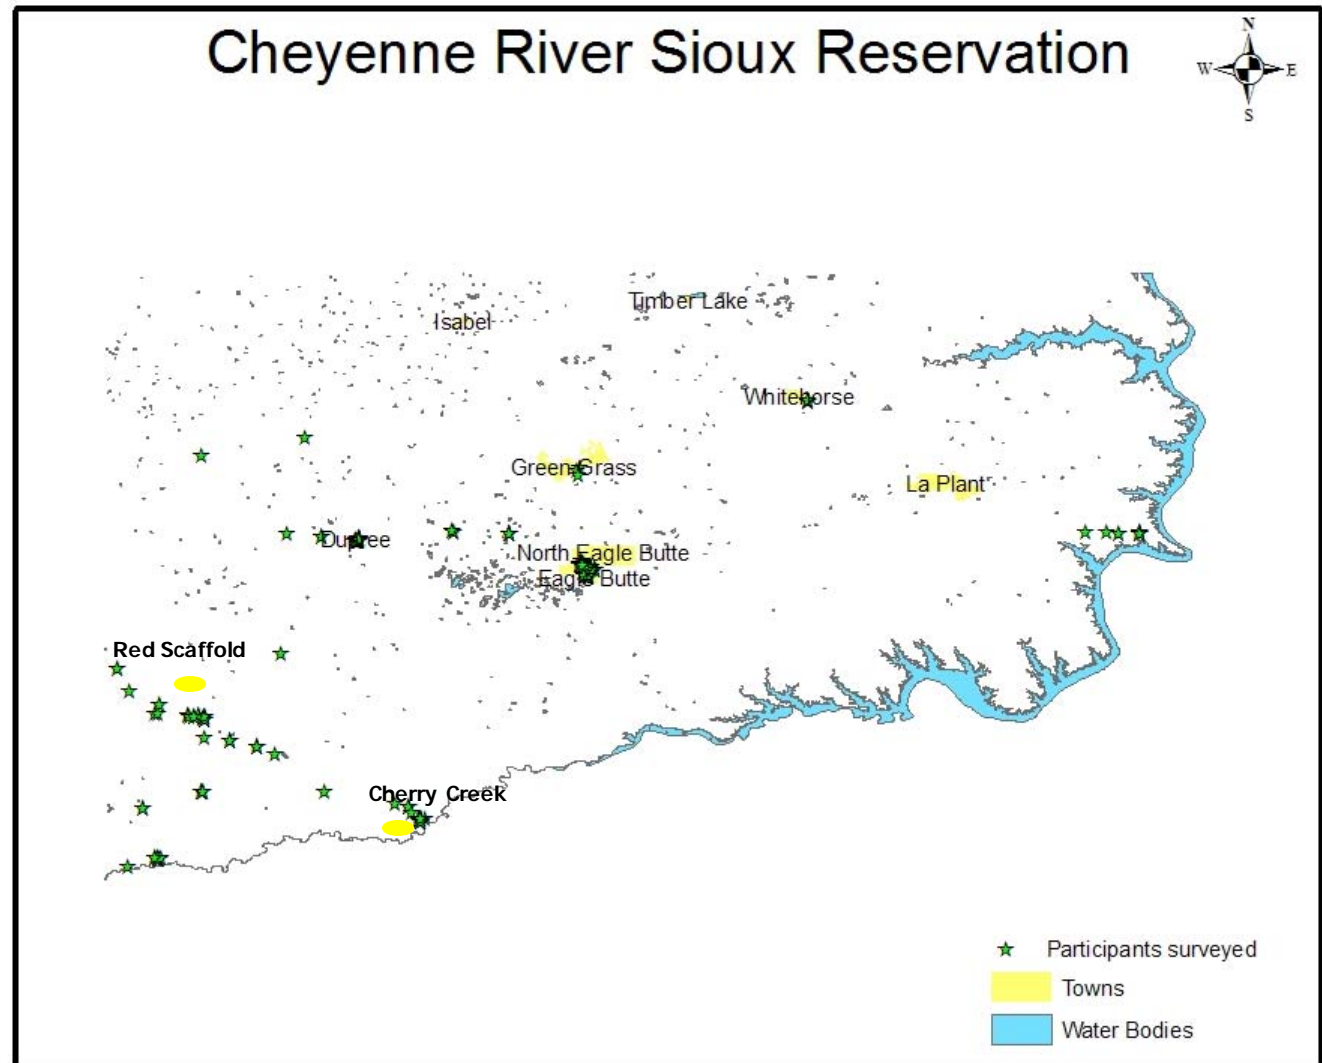 Cheyenne River Sioux Reservation
N
W E
S
Timber Lake
Isabel
Whitehorse
Green Grass
La Plant
Dupree
North Eagle Butte
Eagle Butte
Red Scaffold
Cherry Creek
Participants surveyed
Towns
Water Bodies